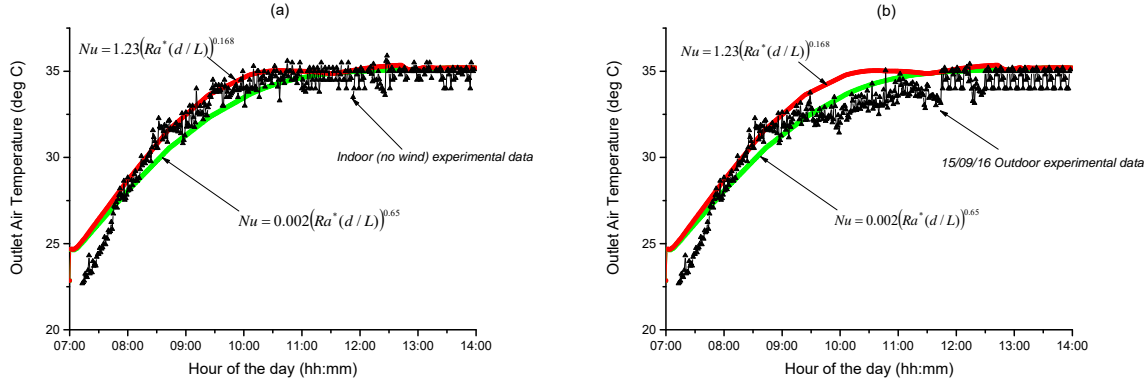 (a)
Nu = 1.23(Ra*(d / L))^0.168
35
30
25
20
Outlet Air Temperature (deg C)
Indoor (no wind) experimental data
Nu = 0.002(Ra*(d / L))^0.65
07:00 08:00 09:00 10:00 11:00 12:00 13:00 14:00
Hour of the day (hh:mm)
(b)
Nu = 1.23(Ra*(d / L))^0.168
35
30
25
20
Outlet Air Temperature (deg C)
15/09/16 Outdoor experimental data
Nu = 0.002(Ra*(d / L))^0.65
07:00 08:00 09:00 10:00 11:00 12:00 13:00 14:00
Hour of the day (hh:mm)